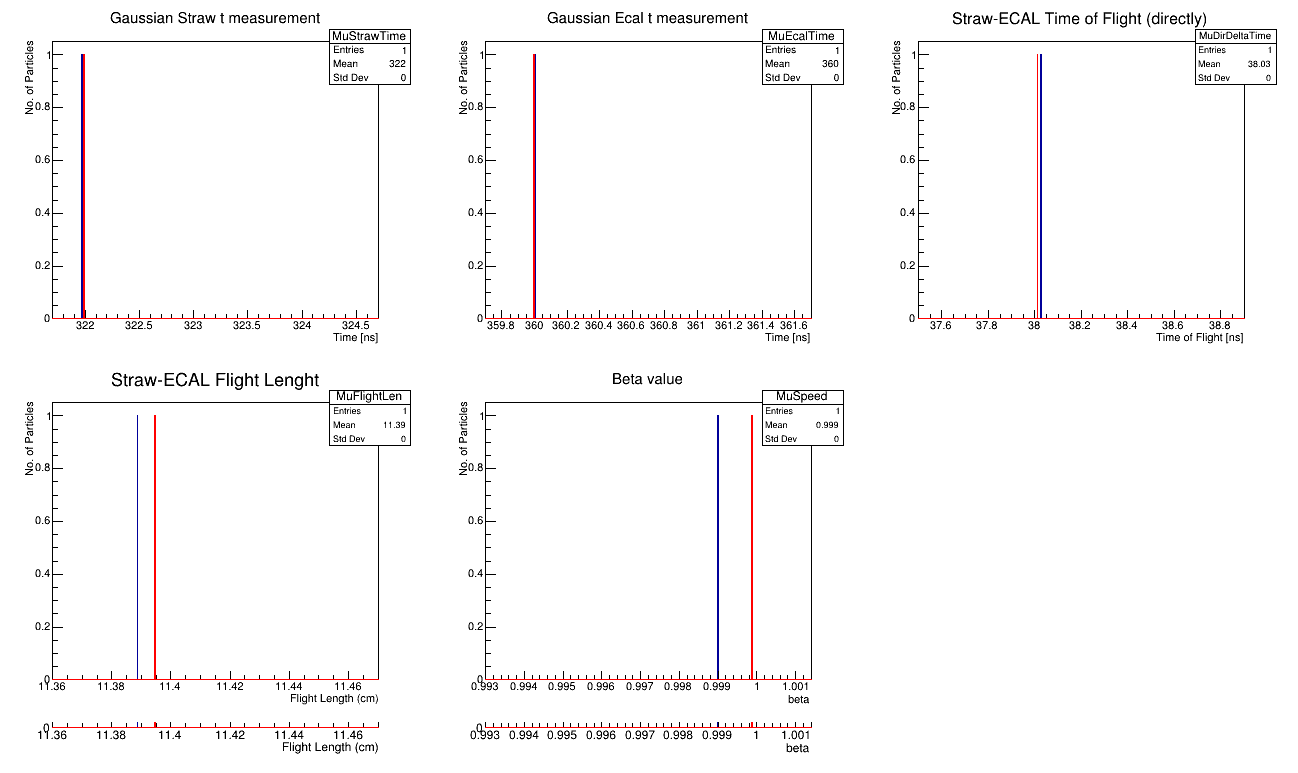 Gaussian Straw t measurement
MuStrawTime
Entries 1
Mean 322
Std Dev 0
No. of Particles
1
0.8
0.6
0.4
0.2
0
322 322.5 323 323.5 324 324.5
Time [ns]
Gaussian Ecal t measurement
MuEcalTime
Entries 1
Mean 360
Std Dev 0
No. of Particles
1
0.8
0.6
0.4
0.2
0
359.8 360 360.2 360.4 360.6 360.8 361 361.2 361.4 361.6
Time [ns]
Straw-ECAL Time of Flight (directly)
MuDirDeltaTime
Entries 1
Mean 38.03
Std Dev 0
No. of Particles
1
0.8
0.6
0.4
0.2
0
37.6 37.8 38 38.2 38.4 38.6 38.8
Time of Flight [ns]
Straw-ECAL Flight Lenght
MuFlightLen
Entries 1
Mean 11.39
Std Dev 0
No. of Particles
1
0.8
0.6
0.4
0.2
0
11.36 11.38 11.4 11.42 11.44 11.46
Flight Length (cm)
0
11.36 11.38 11.4 11.42 11.44 11.46
Flight Length (cm)
Beta value
MuSpeed
Entries 1
Mean 0.999
Std Dev 0
No. of Particles
1
0.8
0.6
0.4
0.2
0
0.993 0.994 0.995 0.996 0.997 0.998 0.999 1 1.001
beta
0
0.993 0.994 0.995 0.996 0.997 0.998 0.999 1 1.001
beta